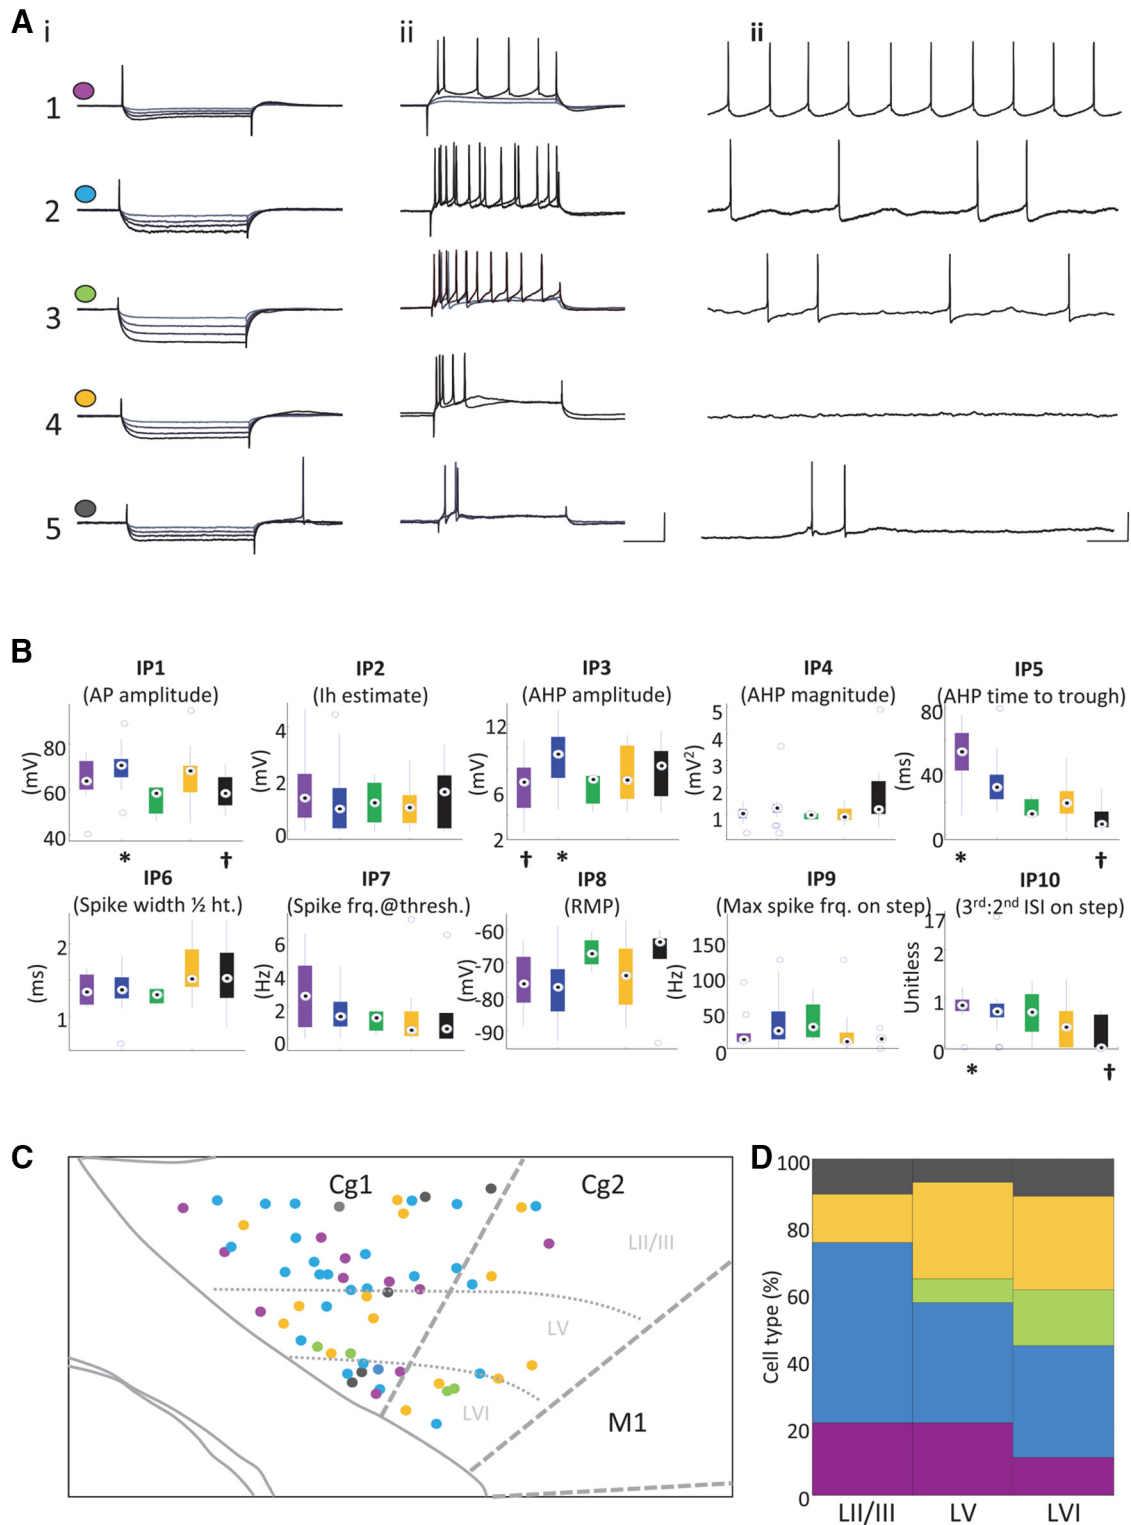 A
i
ii
ii
1
2
3
4
5
B
IP1
(AP amplitude)
(mV)
80
60
40
*
†
IP2
(Ih estimate)
(mV)
4
2
0
IP3
(AHP amplitude)
(mV)
12
6
2
†
*
IP4
(AHP magnitude)
(mV²)
5
4
3
2
1
IP5
(AHP time to trough)
(ms)
80
40
0
*
†
IP6
(Spike width ½ ht.)
(ms)
2
1
IP7
(Spike frq.@thresh.)
(Hz)
6
4
2
0
IP8
(RMP)
(mV)
-60
-70
-80
-90
IP9
(Max spike frq. on step)
(Hz)
150
100
50
0
IP10
(3rd:2nd ISI on step)
Unitless
17
2
1
0
*
†
C
Cg1
Cg2
LII/III
LV
LVI
M1
D
Cell type (%)
100
80
60
40
20
0
LII/III
LV
LVI